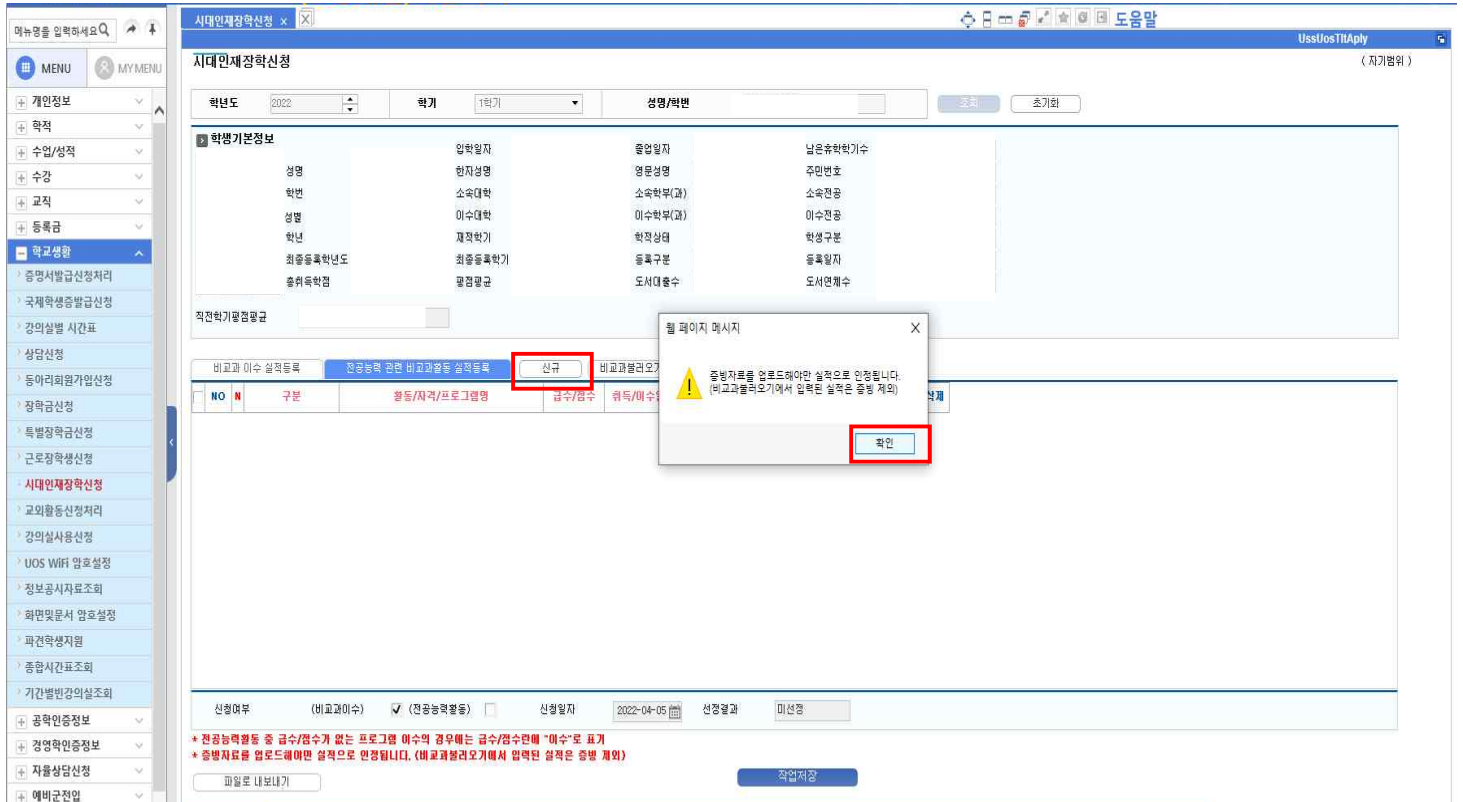 메뉴명을 입력하세요
MENU
MY MENU
개인정보
학적
수업/성적
수강
교직
등록금
학교생활
증명서발급신청처리
국제학생증발급신청
강의실별 시간표
상담신청
동아리회원가입신청
장학금신청
특별장학금신청
근로장학생신청
시대인재장학신청
교외활동신청처리
강의실사용신청
UOS WiFi 암호설정
정보공시자료조회
화면및문서 암호설정
파견학생지원
종합시간표조회
기간별빈강의실조회
공학인증정보
경영학인증정보
자율상담신청
예비군전입
시대인재장학신청 x
도움말
UssUosTltAply
시대인재장학신청
( 자기범위 )
학년도 2022 학기 1학기 성명/학번 조회 초기화
학생기본정보
입학일자 졸업일자 남은휴학학기수
성명 한자성명 영문성명 주민번호
학번 소속대학 소속학부(과) 소속전공
성별 이수대학 이수학부(과) 이수전공
학년 재적학기 학적상태 학생구분
최종등록학년도 최종등록학기 등록구분 등록일자
총취득학점 평점평균 도서대출수 도서연체수
직전학기평점평균
비교과 이수 실적등록 전공능력 관련 비교과활동 실적등록 신규 비교과불러오기
NO N 구분 활동/자격/프로그램명 급수/점수 취득/이수 삭제
웹 페이지 메시지 X
증빙자료를 업로드해야만 실적으로 인정됩니다.
(비교과불러오기에서 입력된 실적은 증빙 제외)
확인
신청여부 (비교과이수) (전공능력활동) 신청일자 2022-04-05 선정결과 미선정
* 전공능력활동 중 급수/점수가 없는 프로그램 이수의 경우에는 급수/점수란에 "이수"로 표기
* 증빙자료를 업로드해야만 실적으로 인정됩니다. (비교과불러오기에서 입력된 실적은 증빙 제외)
파일로 내보내기
작업저장